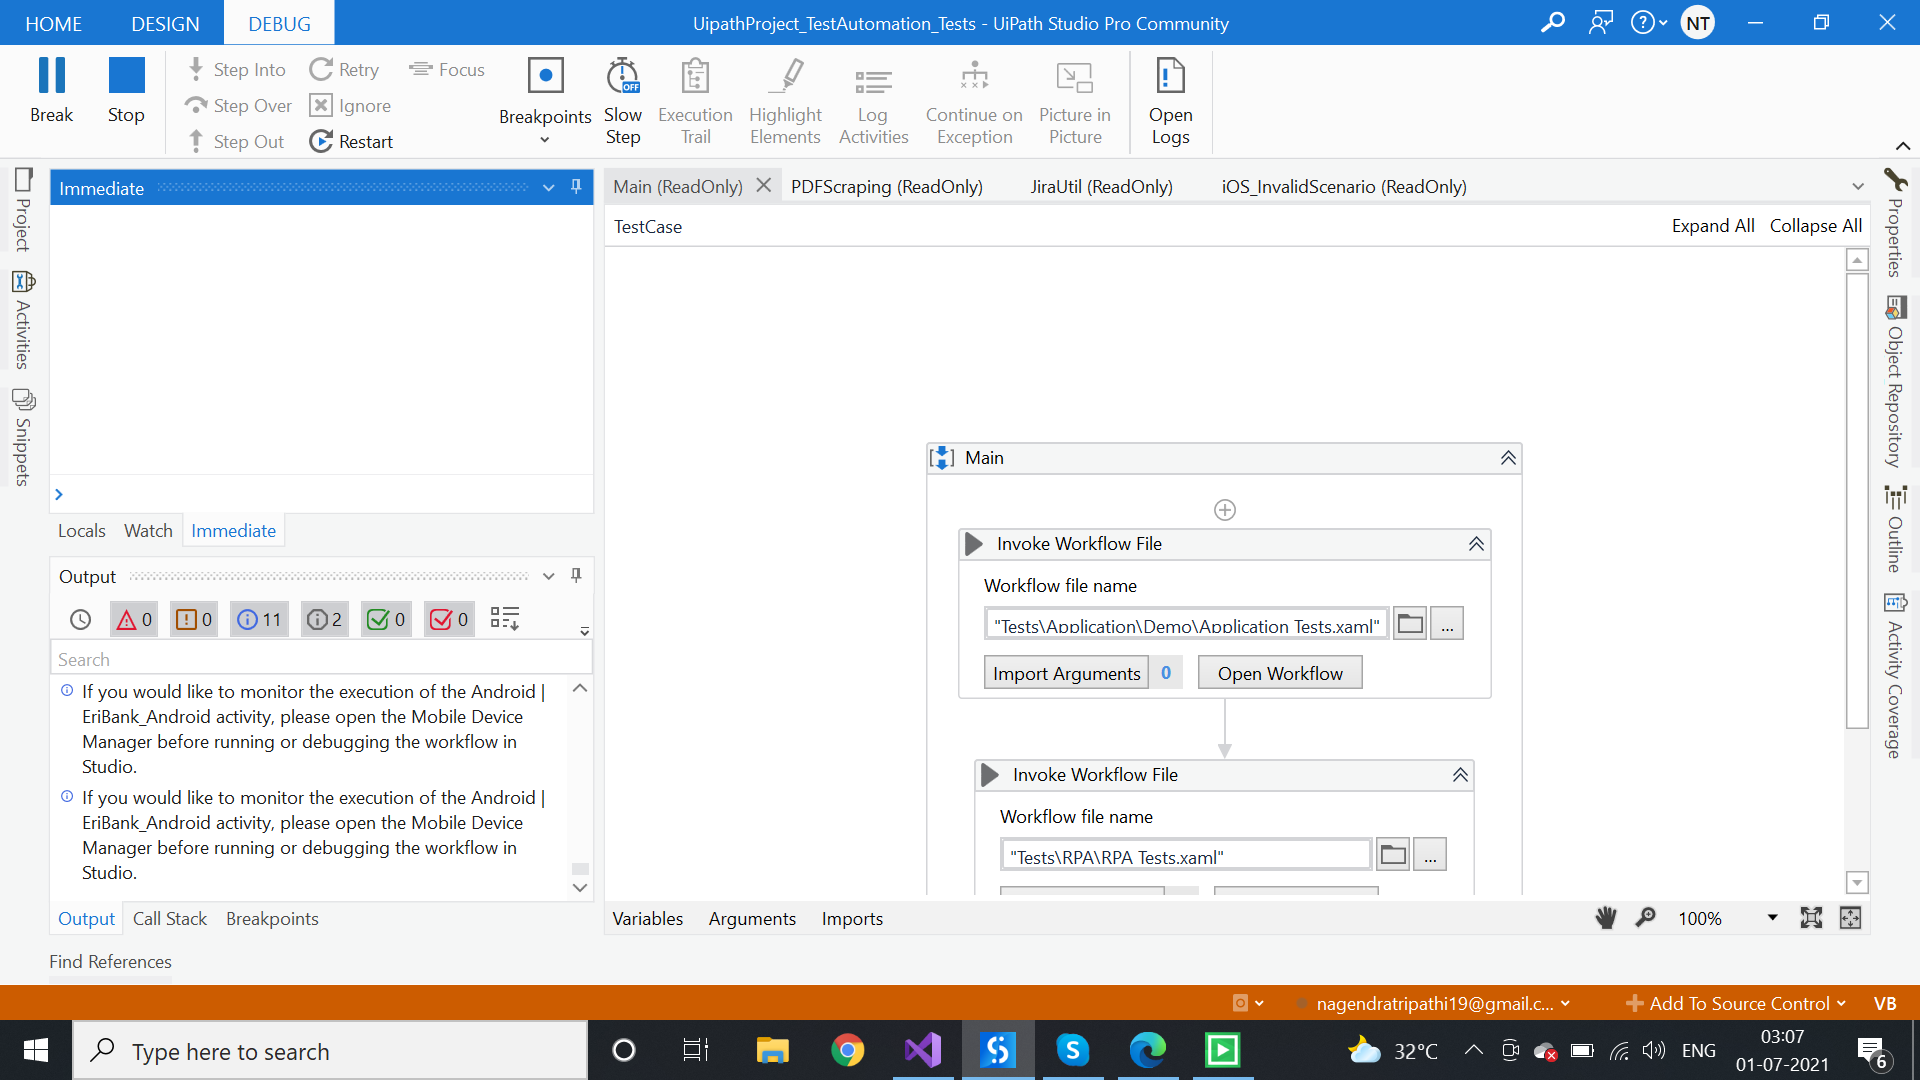 HOME DESIGN DEBUG UipathProject_TestAutomation_Tests - UiPath Studio Pro Community NT
Break Stop Step Into Step Over Step Out Retry Ignore Restart Focus Breakpoints Slow Step OFF Execution Trail Highlight Elements Log Activities Continue on Exception Picture in Picture Open Logs
Project
Activities
Snippets
Immediate
Locals Watch Immediate
Output
0 0 11 2 0 0
Search
If you would like to monitor the execution of the Android |
EriBank_Android activity, please open the Mobile Device
Manager before running or debugging the workflow in
Studio.
If you would like to monitor the execution of the Android |
EriBank_Android activity, please open the Mobile Device
Manager before running or debugging the workflow in
Studio.
Output Call Stack Breakpoints
Find References
Main (ReadOnly) PDFScraping (ReadOnly) JiraUtil (ReadOnly) iOS_InvalidScenario (ReadOnly)
TestCase Expand All Collapse All
Main
Invoke Workflow File
Workflow file name
"Tests\Application\Demo\Application Tests.xaml" ...
Import Arguments 0 Open Workflow
Invoke Workflow File
Workflow file name
"Tests\RPA\RPA Tests.xaml" ...
Variables Arguments Imports 100%
Properties
Object Repository
Outline
Activity Coverage
nagendratripathi19@gmail.c... Add To Source Control VB
Type here to search 32°C ENG 03:07
01-07-2021 6